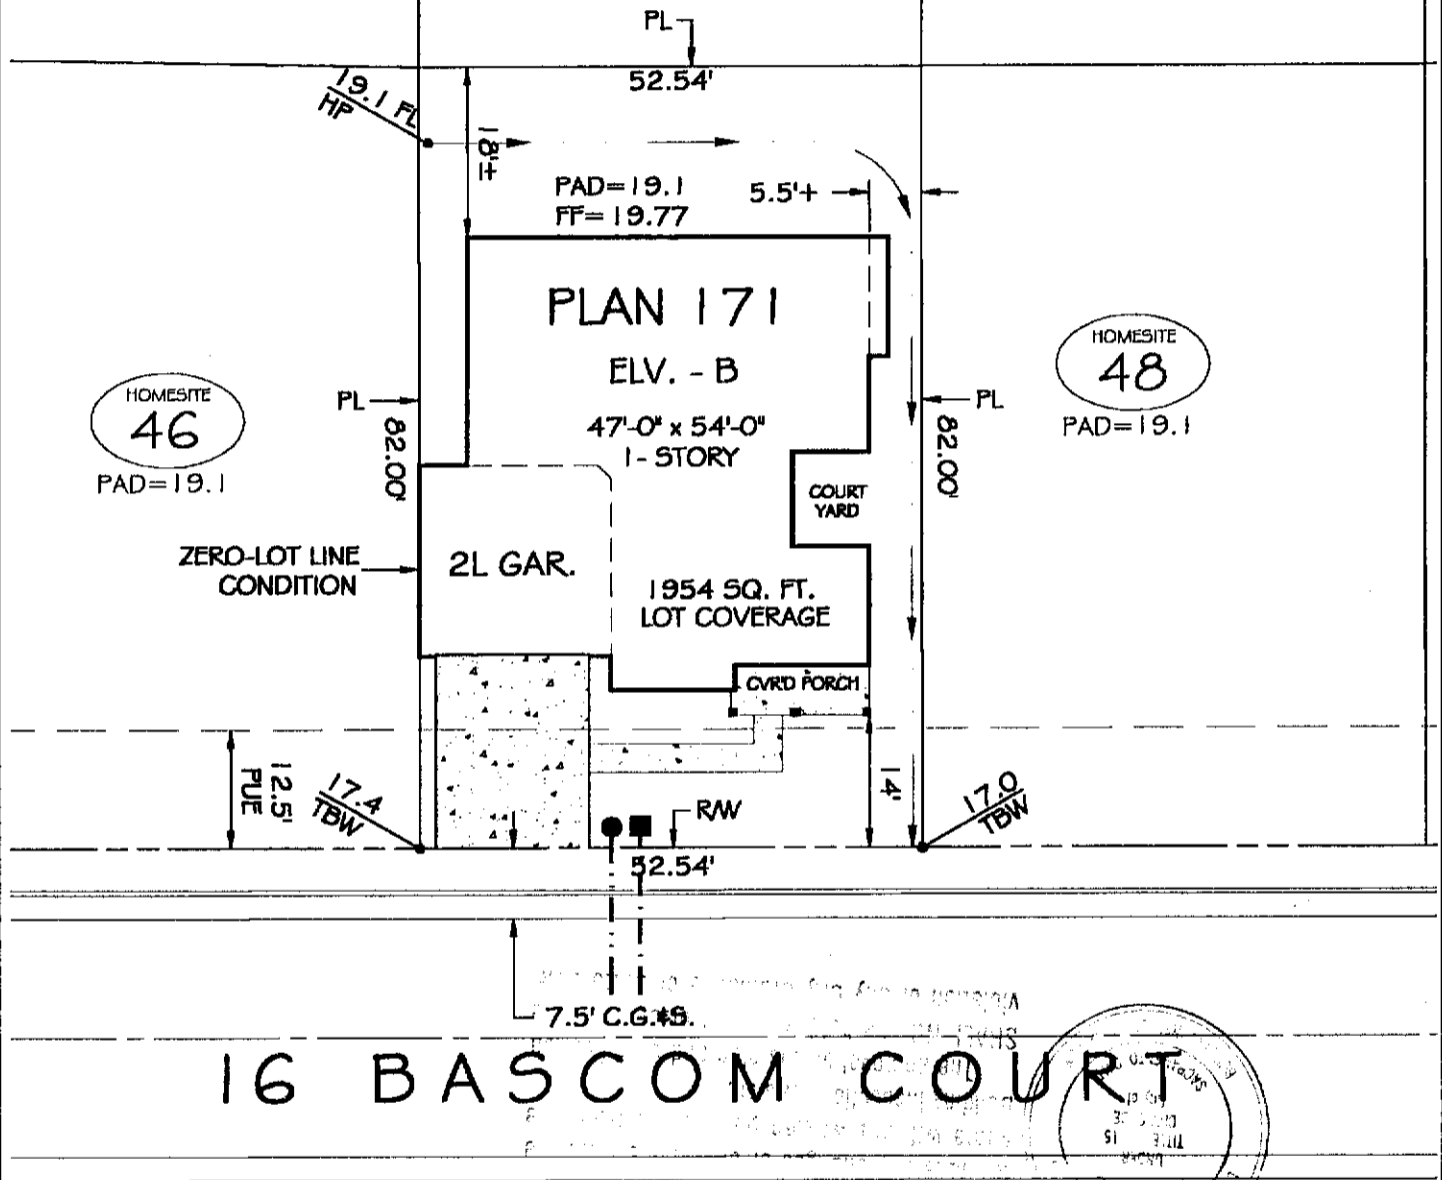 PL
52.54'
19.1 FL
HP
18'±
PAD=19.1
FF=19.77
5.5'+
PLAN 171
ELV. - B
47'-0" x 54'-0"
1- STORY
HOMESITE
46
PAD=19.1
HOMESITE
48
PAD=19.1
PL
82.00'
PL
82.00'
COURT
YARD
ZERO-LOT LINE
CONDITION
2L GAR.
1954 SQ. FT.
LOT COVERAGE
CVR'D PORCH
12.5'
PUE
17.4
TBW
14'
17.0
TBW
R/W
52.54'
7.5' C.G.&S.
16 BASCOM COURT